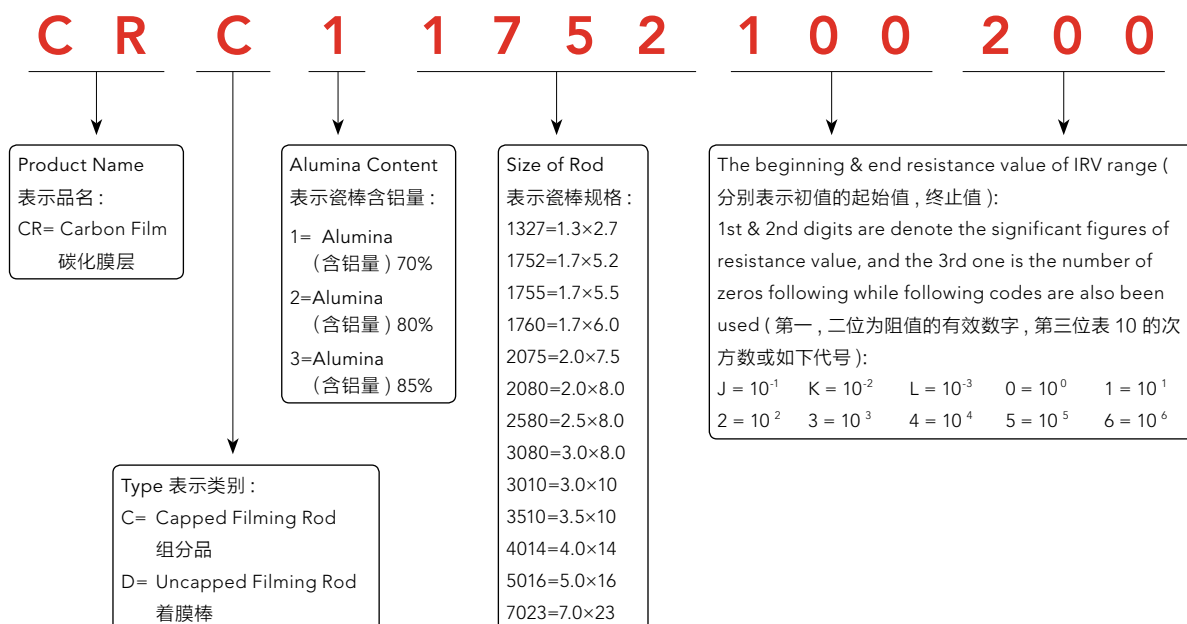 C R C 1 1 7 5 2 1 0 0 2 0 0
Product Name
表示品名 :
CR= Carbon Film
碳化膜层
Alumina Content
表示瓷棒含铝量 :
1= Alumina
(含铝量 ) 70%
2=Alumina
(含铝量 ) 80%
3=Alumina
(含铝量 ) 85%
Size of Rod
表示瓷棒规格 :
1327=1.3×2.7
1752=1.7×5.2
1755=1.7×5.5
1760=1.7×6.0
2075=2.0×7.5
2080=2.0×8.0
2580=2.5×8.0
3080=3.0×8.0
3010=3.0×10
3510=3.5×10
4014=4.0×14
5016=5.0×16
7023=7.0×23
The beginning & end resistance value of IRV range (
分别表示初值的起始值 , 终止值 ):
1st & 2nd digits are denote the significant figures of
resistance value, and the 3rd one is the number of
zeros following while following codes are also been
used ( 第一 , 二位为阻值的有效数字 , 第三位表 10 的次
方数或如下代号 ):
J = 10⁻¹ K = 10⁻² L = 10⁻³ 0 = 10⁰ 1 = 10¹
2 = 10² 3 = 10³ 4 = 10⁴ 5 = 10⁵ 6 = 10⁶
Type 表示类别 :
C= Capped Filming Rod
组分品
D= Uncapped Filming Rod
着膜棒